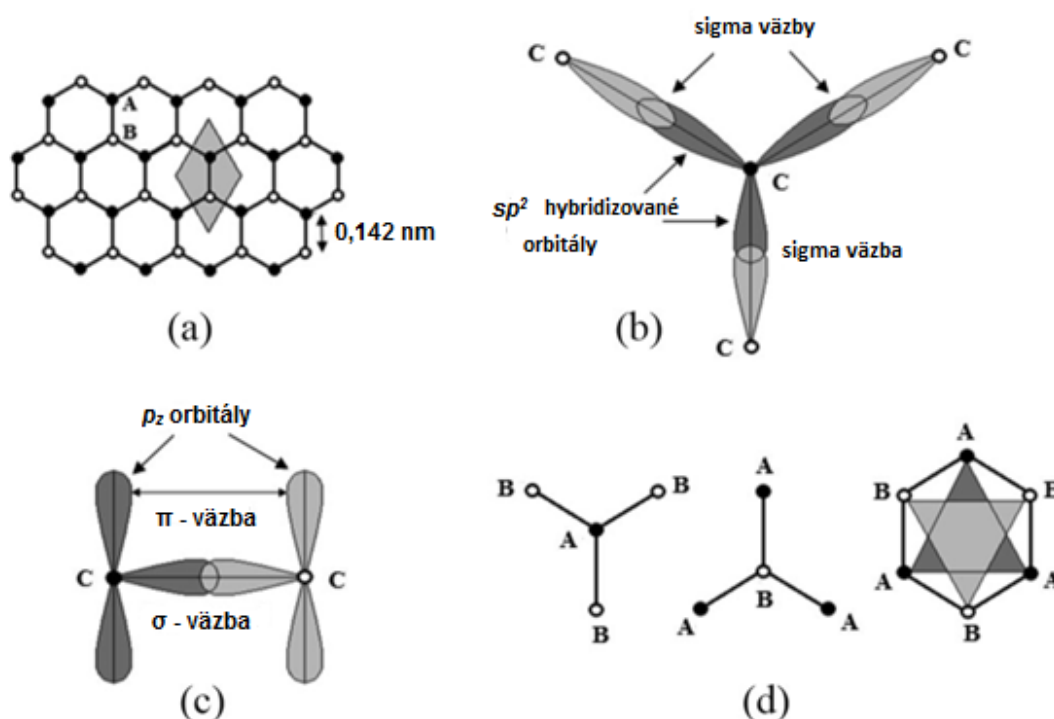 A
B
0,142 nm
(a)
sigma väzby
C
C
C
sp² hybridizované
orbitály
sigma väzba
C
(b)
pz orbitály
π - väzba
C
C
σ - väzba
(c)
B
B
A
B
A
B
A
A
A
B
B
A
A
B
(d)